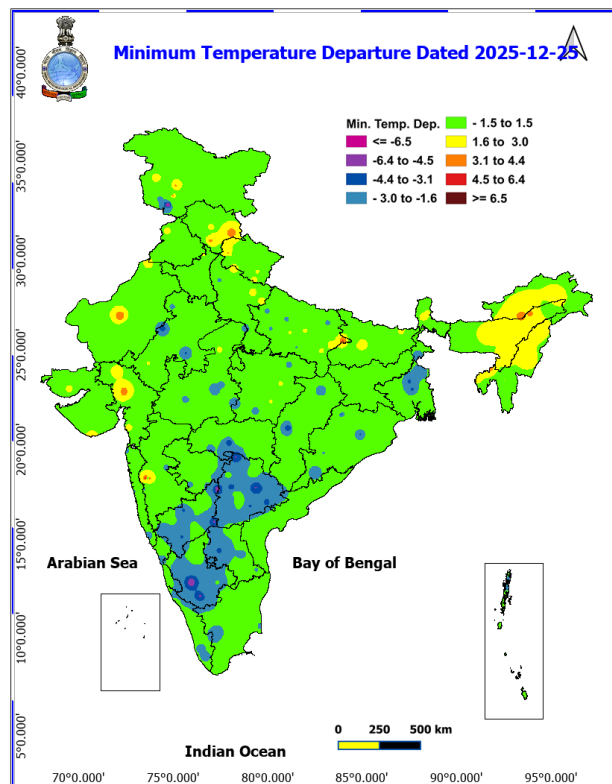 Minimum Temperature Departure Dated 2025-12-25
Min. Temp. Dep.
<= -6.5
-6.4 to -4.5
-4.4 to -3.1
- 3.0 to -1.6
- 1.5 to 1.5
1.6 to 3.0
3.1 to 4.4
4.5 to 6.4
>= 6.5
40°0.000'
35°0.000'
30°0.000'
25°0.000'
20°0.000'
15°0.000'
10°0.000'
5°0.000'
Arabian Sea
Bay of Bengal
0 250 500 km
Indian Ocean
70°0.000' 75°0.000' 80°0.000' 85°0.000' 90°0.000' 95°0.000'